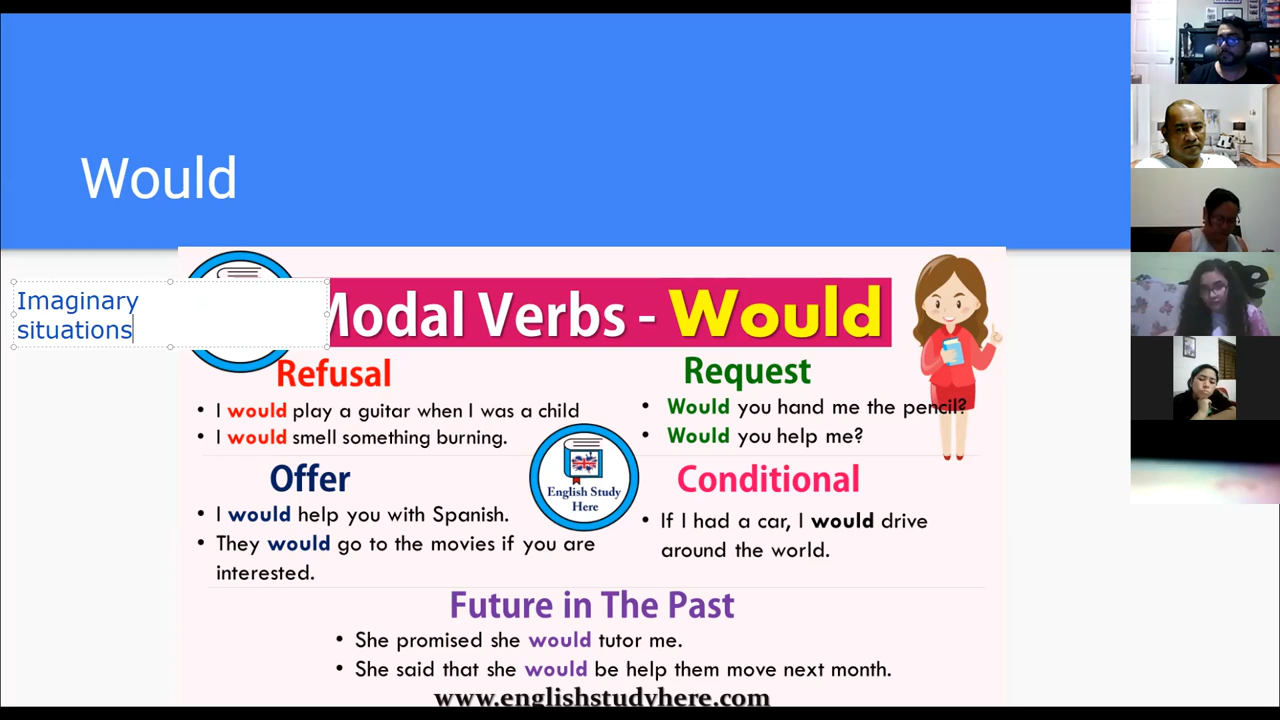 Would
Imaginary
situations
Modal Verbs - Would
Refusal
• I would play a guitar when I was a child
• I would smell something burning.
Request
• Would you hand me the pencil?
• Would you help me?
Offer
• I would help you with Spanish.
• They would go to the movies if you are
interested.
English Study
Here
Conditional
• If I had a car, I would drive
around the world.
Future in The Past
• She promised she would tutor me.
• She said that she would be help them move next month.
www.englishstudyhere.com